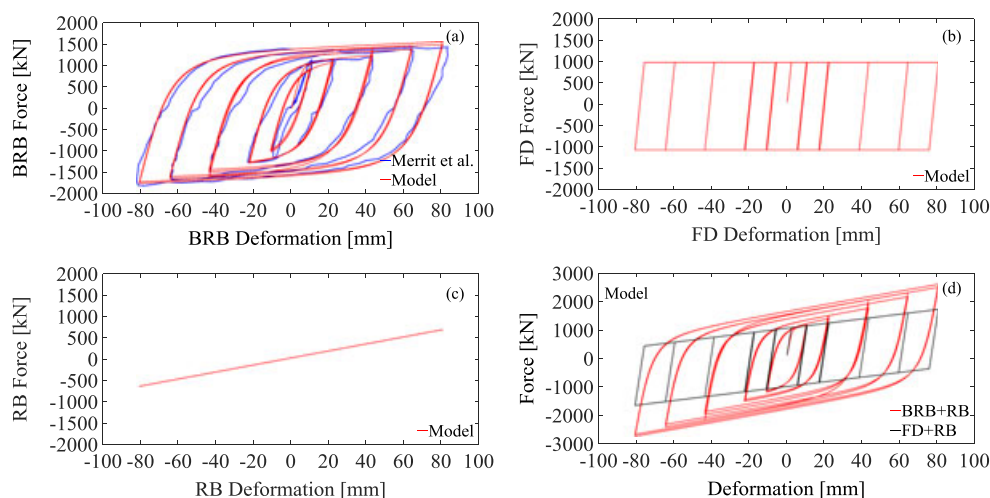 2000
1500
1000
500
0
-500
-1000
-1500
-2000
BRB Force [kN]
(a)
Merrit et al.
Model
-100 -80 -60 -40 -20 0 20 40 60 80 100
BRB Deformation [mm]
2000
1500
1000
500
0
-500
-1000
-1500
-2000
FD Force [kN]
(b)
Model
-100 -80 -60 -40 -20 0 20 40 60 80 100
FD Deformation [mm]
2000
1500
1000
500
0
-500
-1000
-1500
-2000
RB Force [kN]
(c)
Model
-100 -80 -60 -40 -20 0 20 40 60 80 100
RB Deformation [mm]
3000
2000
1000
0
-1000
-2000
-3000
Force [kN]
Model
(d)
BRB+RB
FD+RB
-100 -80 -60 -40 -20 0 20 40 60 80 100
Deformation [mm]